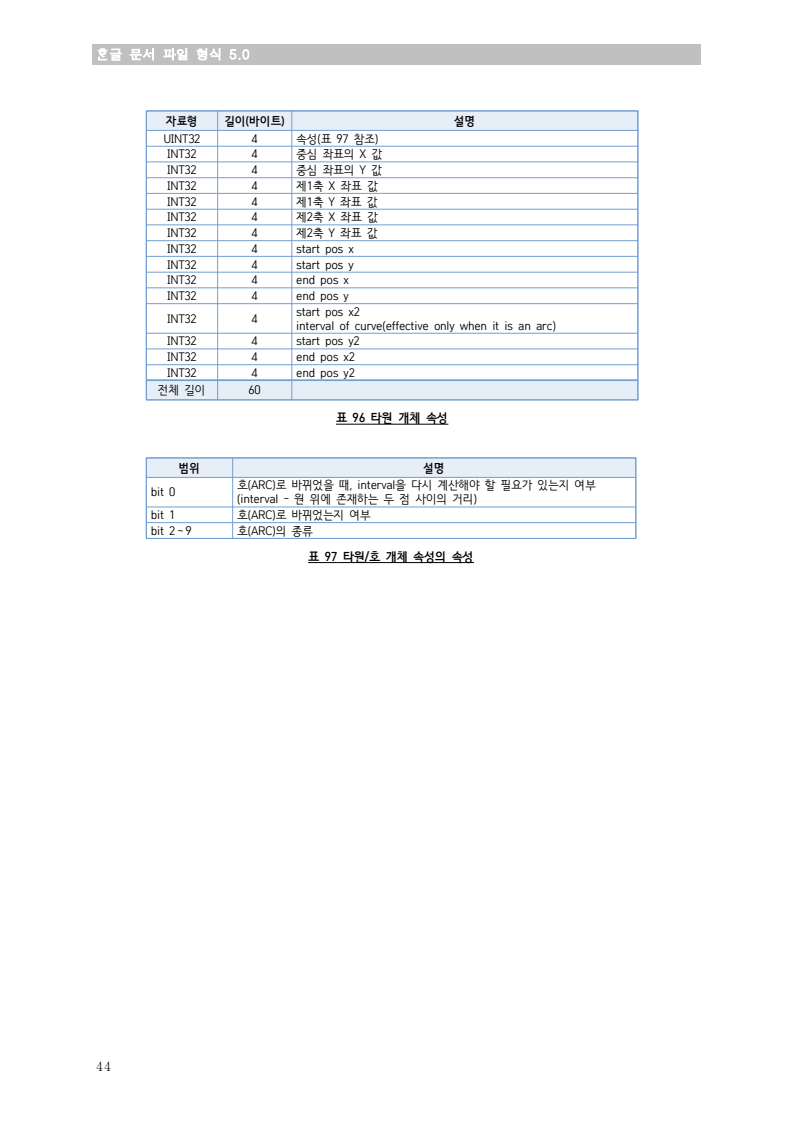 한글 문서 파일 형식 5.0
자료형 길이(바이트) 설명
UINT32 4 속성(표 97 참조)
INT32 4 중심 좌표의 X 값
INT32 4 중심 좌표의 Y 값
INT32 4 제1축 X 좌표 값
INT32 4 제1축 Y 좌표 값
INT32 4 제2축 X 좌표 값
INT32 4 제2축 Y 좌표 값
INT32 4 start pos x
INT32 4 start pos y
INT32 4 end pos x
INT32 4 end pos y
INT32 4 start pos x2
interval of curve(effective only when it is an arc)
INT32 4 start pos y2
INT32 4 end pos x2
INT32 4 end pos y2
전체 길이 60
표 96 타원 개체 속성
범위 설명
bit 0 호(ARC)로 바뀌었을 때, interval을 다시 계산해야 할 필요가 있는지 여부
(interval - 원 위에 존재하는 두 점 사이의 거리)
bit 1 호(ARC)로 바뀌었는지 여부
bit 2~9 호(ARC)의 종류
표 97 타원/호 개체 속성의 속성
44